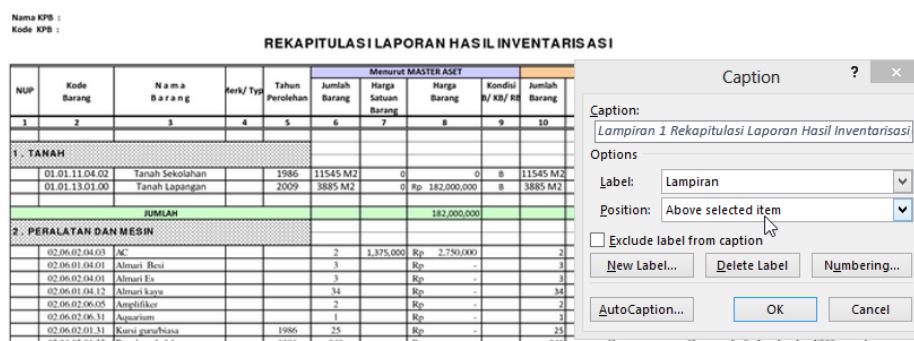 Nama KPB :
Kode KPB :
REKAPITULASI LAPORAN HASIL INVENTARISASI
Menurut MASTER ASET
NUP Kode Barang Nama Barang Merk/ Typ Tahun Perolehan Jumlah Barang Harga Satuan Barang Harga Barang Kondisi B/ KB/ RB Jumlah Barang
1 2 3 4 5 6 7 8 9 10
1 . TANAH
01.01.11.04.02 Tanah Sekolahan 1986 11545 M2 0 0 B 11545 M2
01.01.13.01.00 Tanah Lapangan 2009 3885 M2 0 Rp 182,000,000 B 3885 M2
JUMLAH 182,000,000
2 . PERALATAN DAN MESIN
02.06.02.04.03 AC 2 1,375,000 Rp 2,750,000 2
02.06.01.04.01 Almari Besi 3 Rp - 3
02.06.02.04.01 Almari Es 3 Rp - 3
02.06.01.04.12 Almari kayu 34 Rp - 34
02.06.02.06.05 Amplifiker 2 Rp - 2
02.06.02.06.31 Aquarium 1 Rp - 1
02.06.02.01.31 Kursi guru/biasa 1986 25 Rp - 25
Caption
? ×
Caption:
Lampiran 1 Rekapitulasi Laporan Hasil Inventarisasi
Options
Label: Lampiran
Position: Above selected item
Exclude label from caption
New Label... Delete Label Numbering...
AutoCaption... OK Cancel